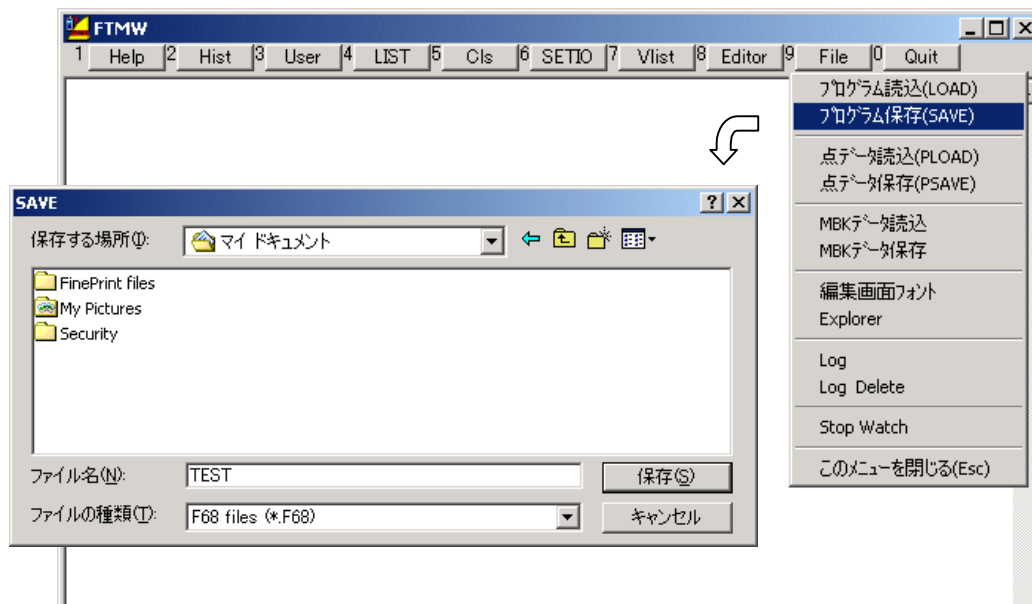 FTMW
1 Help 2 Hist 3 User 4 LIST 5 Cls 6 SETIO 7 Vlist 8 Editor 9 File 0 Quit
ﾌﾟﾛｸﾞﾗﾑ読込(LOAD)
ﾌﾟﾛｸﾞﾗﾑ保存(SAVE)
点ﾃﾞｰﾀ読込(PLOAD)
点ﾃﾞｰﾀ保存(PSAVE)
MBKﾃﾞｰﾀ読込
MBKﾃﾞｰﾀ保存
編集画面ﾌｫﾝﾄ
Explorer
Log
Log Delete
Stop Watch
このﾒﾆｭｰを閉じる(Esc)
SAVE
保存する場所(I):
マイ ドキュメント
FinePrint files
My Pictures
Security
ファイル名(N):
TEST
保存(S)
ファイルの種類(T):
F68 files (*.F68)
キャンセル